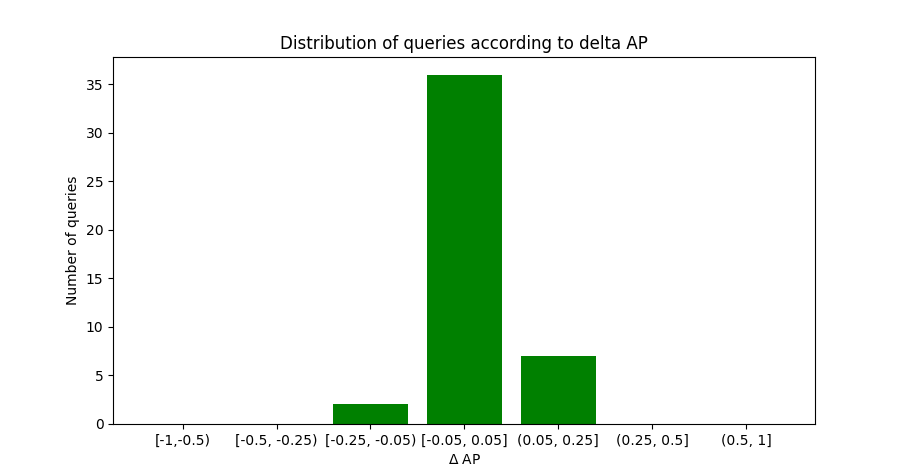 Distribution of queries according to delta AP
Number of queries
35
30
25
20
15
10
5
0
[-1,-0.5) [-0.5, -0.25) [-0.25, -0.05) [-0.05, 0.05] (0.05, 0.25] (0.25, 0.5] (0.5, 1]
Δ AP